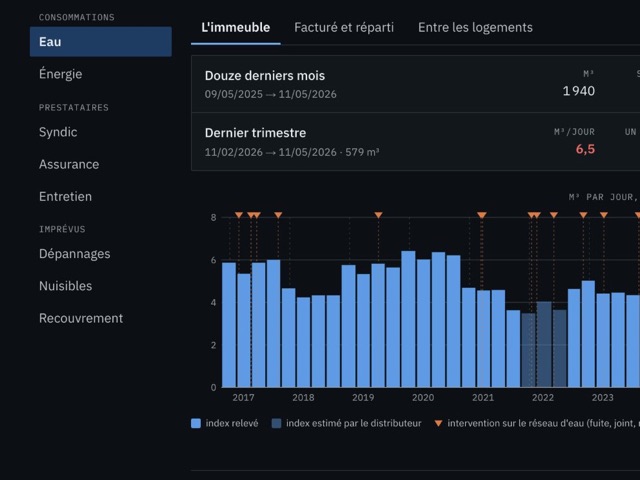 CONSOMMATIONS
Eau
Énergie
PRESTATAIRES
Syndic
Assurance
Entretien
IMPRÉVUS
Dépannages
Nuisibles
Recouvrement
L'immeuble Facturé et réparti Entre les logements
Douze derniers mois M³ S
09/05/2025 → 11/05/2026 1 940
Dernier trimestre M³/JOUR UN
11/02/2026 → 11/05/2026 · 579 m³ 6,5
M³ PAR JOUR,
8
6
4
2
0
2017 2018 2019 2020 2021 2022 2023
index relevé index estimé par le distributeur intervention sur le réseau d'eau (fuite, joint,